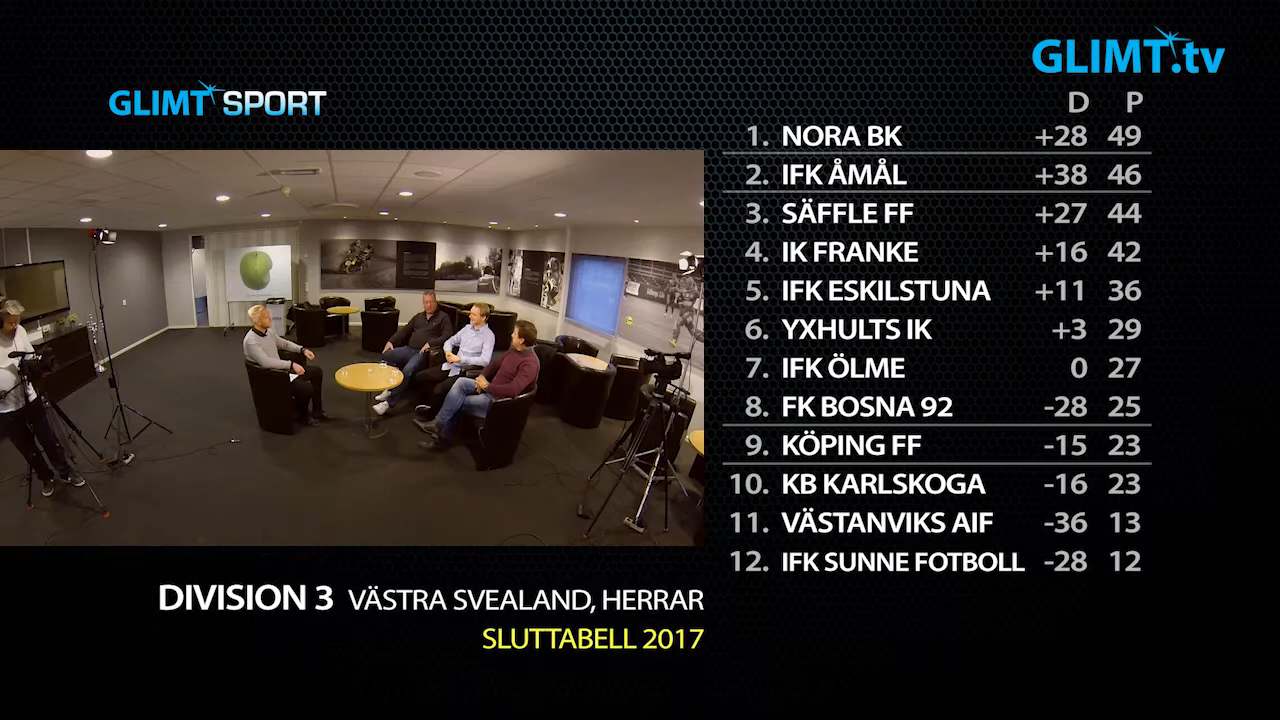 GLIMT.tv
GLIMT SPORT
D P
1. NORA BK +28 49
2. IFK ÅMÅL +38 46
3. SÄFFLE FF +27 44
4. IK FRANKE +16 42
5. IFK ESKILSTUNA +11 36
6. YXHULTS IK +3 29
7. IFK ÖLME 0 27
8. FK BOSNA 92 -28 25
9. KÖPING FF -15 23
10. KB KARLSKOGA -16 23
11. VÄSTANVIKS AIF -36 13
12. IFK SUNNE FOTBOLL -28 12
DIVISION 3 VÄSTRA SVEALAND, HERRAR
SLUTTABELL 2017